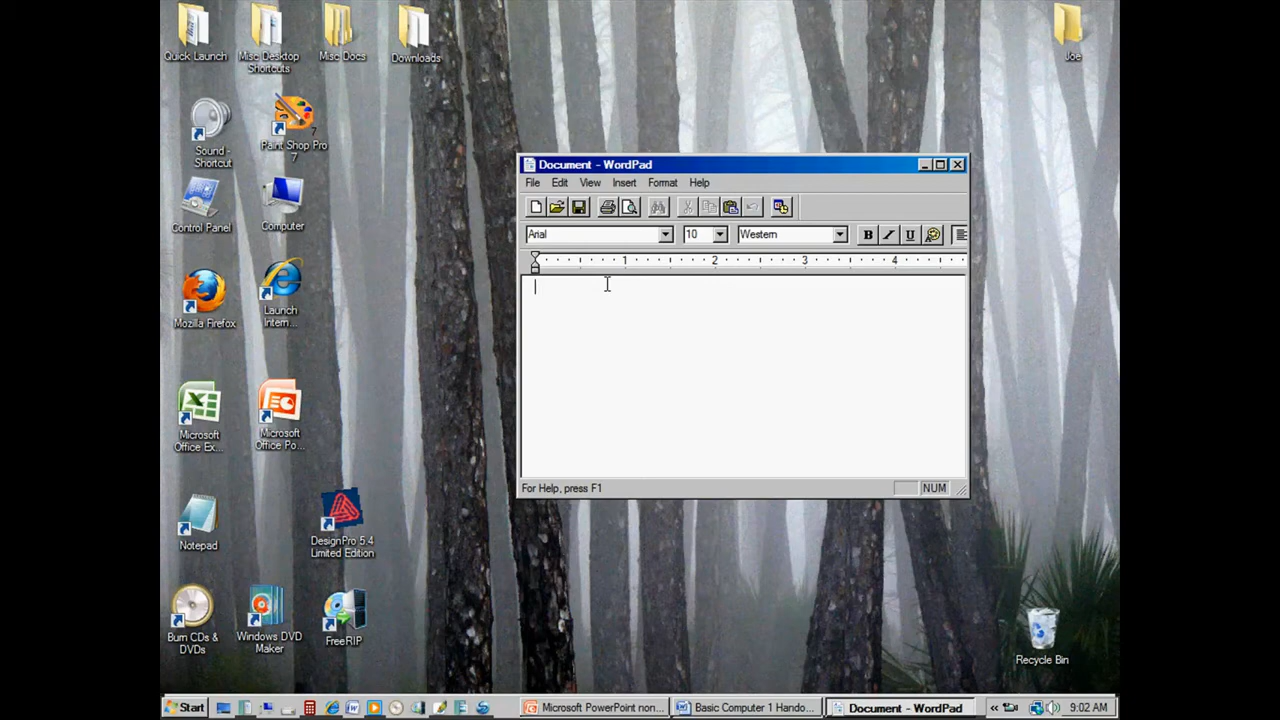 Quick Launch
Misc Desktop
Shortcuts
Misc Docs
Downloads
Joe
Sound -
Shortcut
7
Paint Shop Pro
7
Control Panel
Computer
Mozilla Firefox
Launch
Intern...
Microsoft
Office Ex...
Microsoft
Office Po...
Notepad
DesignPro 5.4
Limited Edition
Burn CDs &
DVDs
Windows DVD
Maker
FreeRIP
Recycle Bin
Document - WordPad
File Edit View Insert Format Help
Arial 10 Western B I U
1 2 3 4
For Help, press F1
NUM
Start
Microsoft PowerPoint non...
Basic Computer 1 Hando...
Document - WordPad
9:02 AM